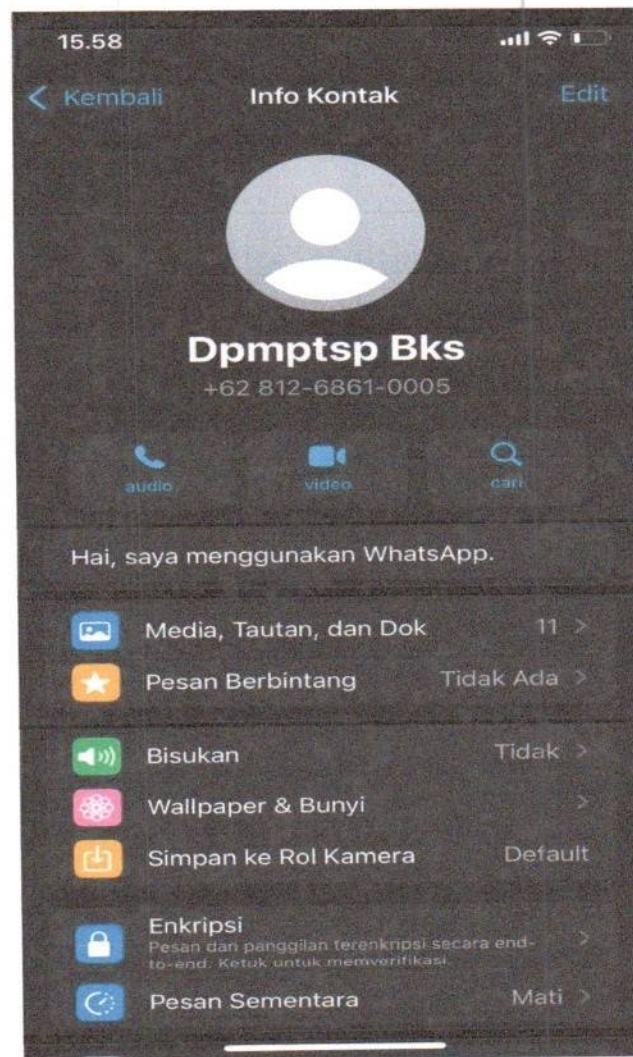 15.58
Kembali Info Kontak Edit
Dpmptsp Bks
+62 812-6861-0005
audio video cari
Hai, saya menggunakan WhatsApp.
Media, Tautan, dan Dok 11
Pesan Berbintang Tidak Ada
Bisukan Tidak
Wallpaper & Bunyi
Simpan ke Rol Kamera Default
Enkripsi
Pesan dan panggilan terenkripsi secara end-
to-end. Ketuk untuk memverifikasi.
Pesan Sementara Mati